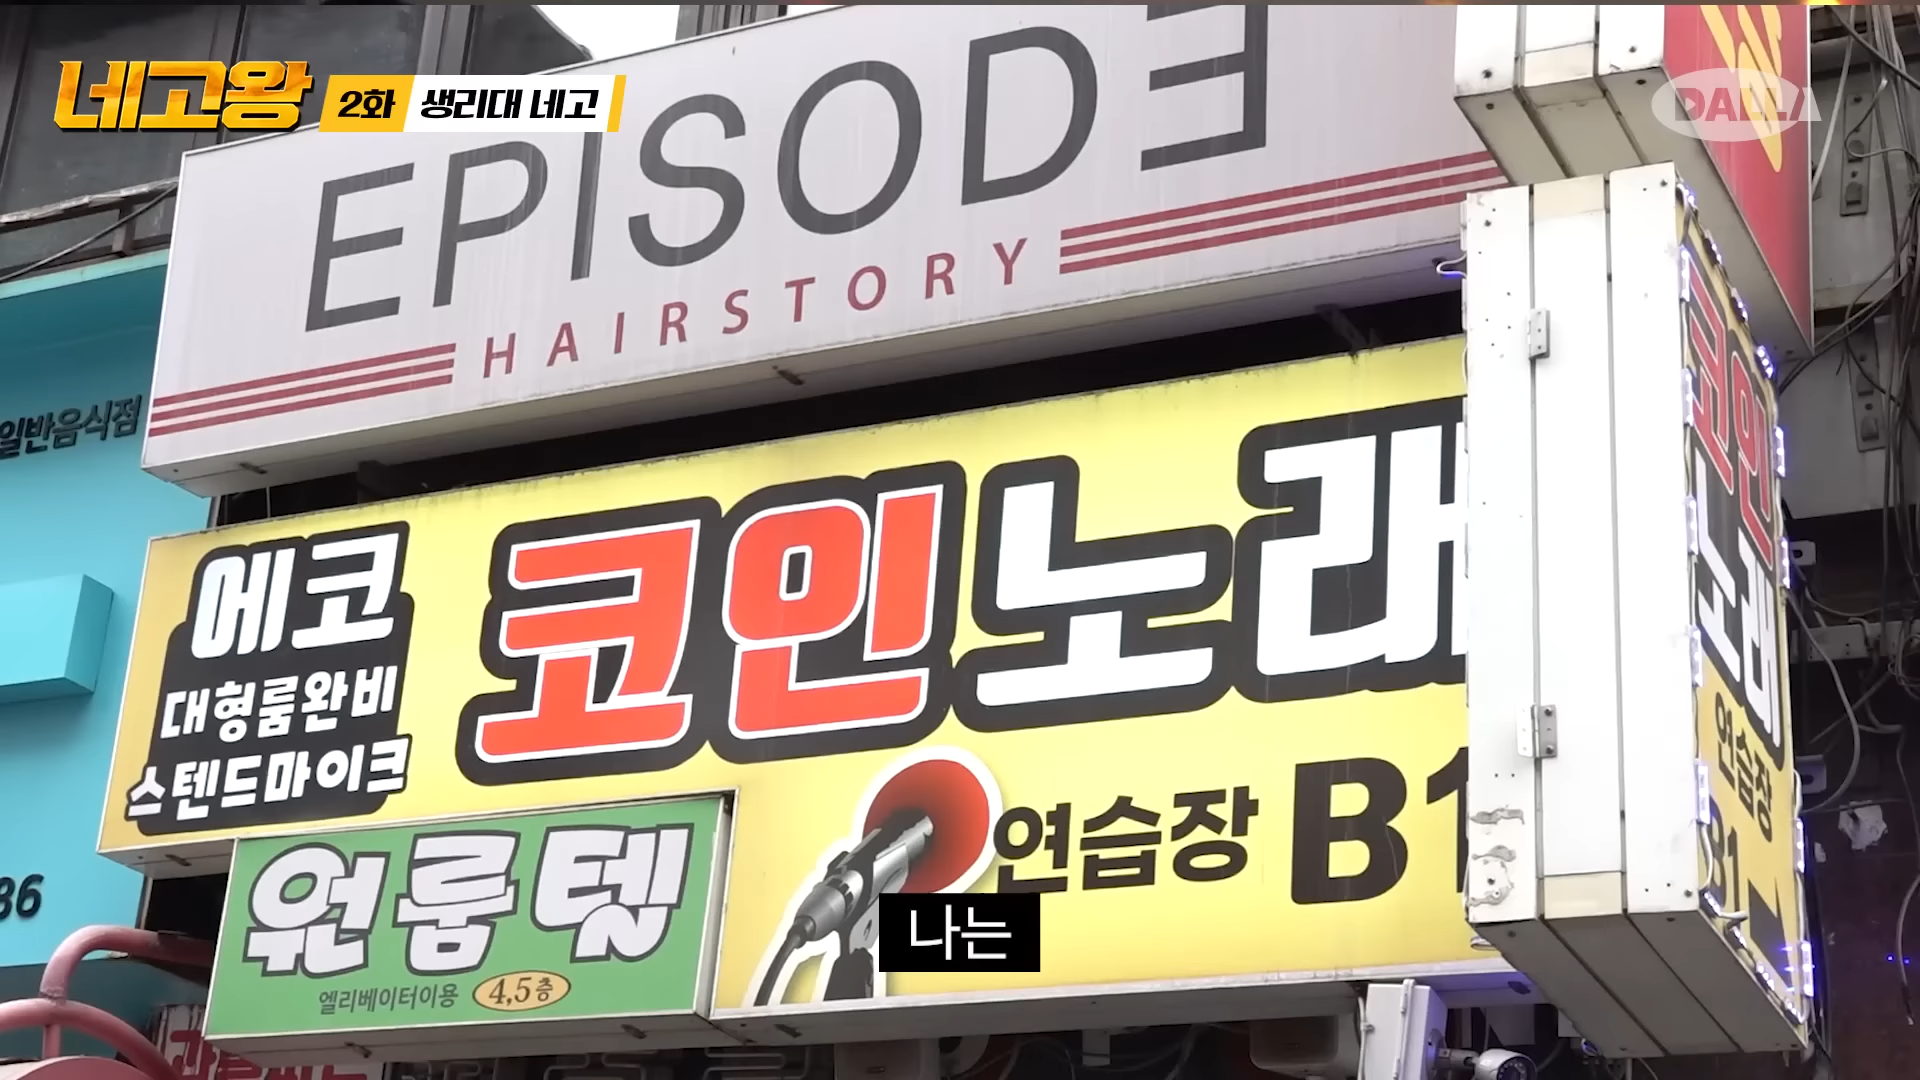 네고왕
2화 생리대 네고
DALLA
EPISODE
HAIRSTORY
일반음식점
에코
대형룸완비
스텐드마이크
코인노래
연습장 B1
원룸텔
엘리베이터이용 4,5층
86
코인
노래
연습장
B1
나는